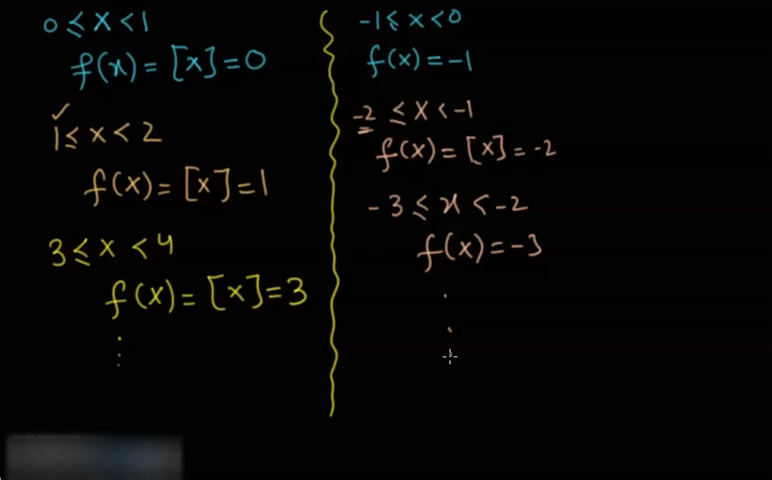 0 ≤ x < 1
f(x) = [x] = 0
1 ≤ x < 2
f(x) = [x] = 1
3 ≤ x < 4
f(x) = [x] = 3
⋮
-1 ≤ x < 0
f(x) = -1
-2 ≤ x < -1
f(x) = [x] = -2
-3 ≤ x < -2
f(x) = -3